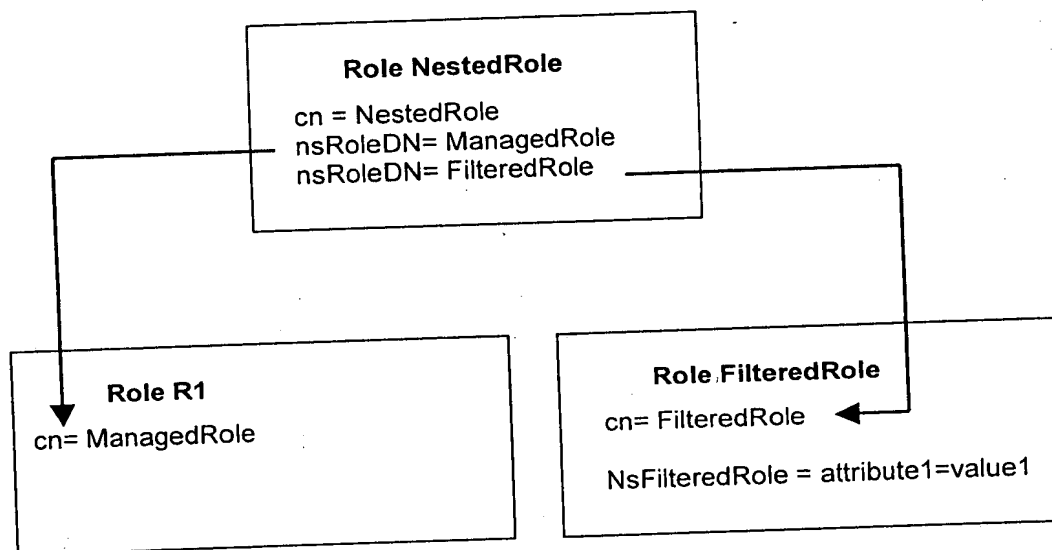 Role NestedRole
cn = NestedRole
nsRoleDN= ManagedRole
nsRoleDN= FilteredRole
Role R1
cn= ManagedRole
Role FilteredRole
cn= FilteredRole
NsFilteredRole = attribute1=value1